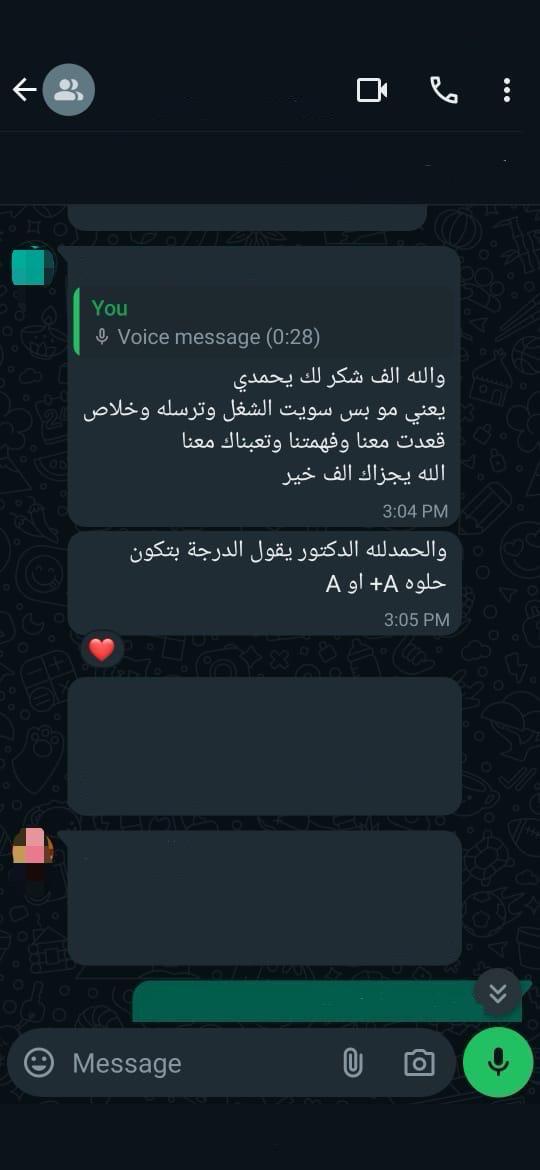 You
Voice message (0:28)
والله الف شكر لك يحمدي
يعني مو بس سويت الشغل وترسله وخلاص
قعدت معنا وفهمتنا وتعبناك معنا
الله يجزاك الف خير
3:04 PM
والحمدلله الدكتور يقول الدرجة بتكون
حلوه A+ او A
3:05 PM
Message